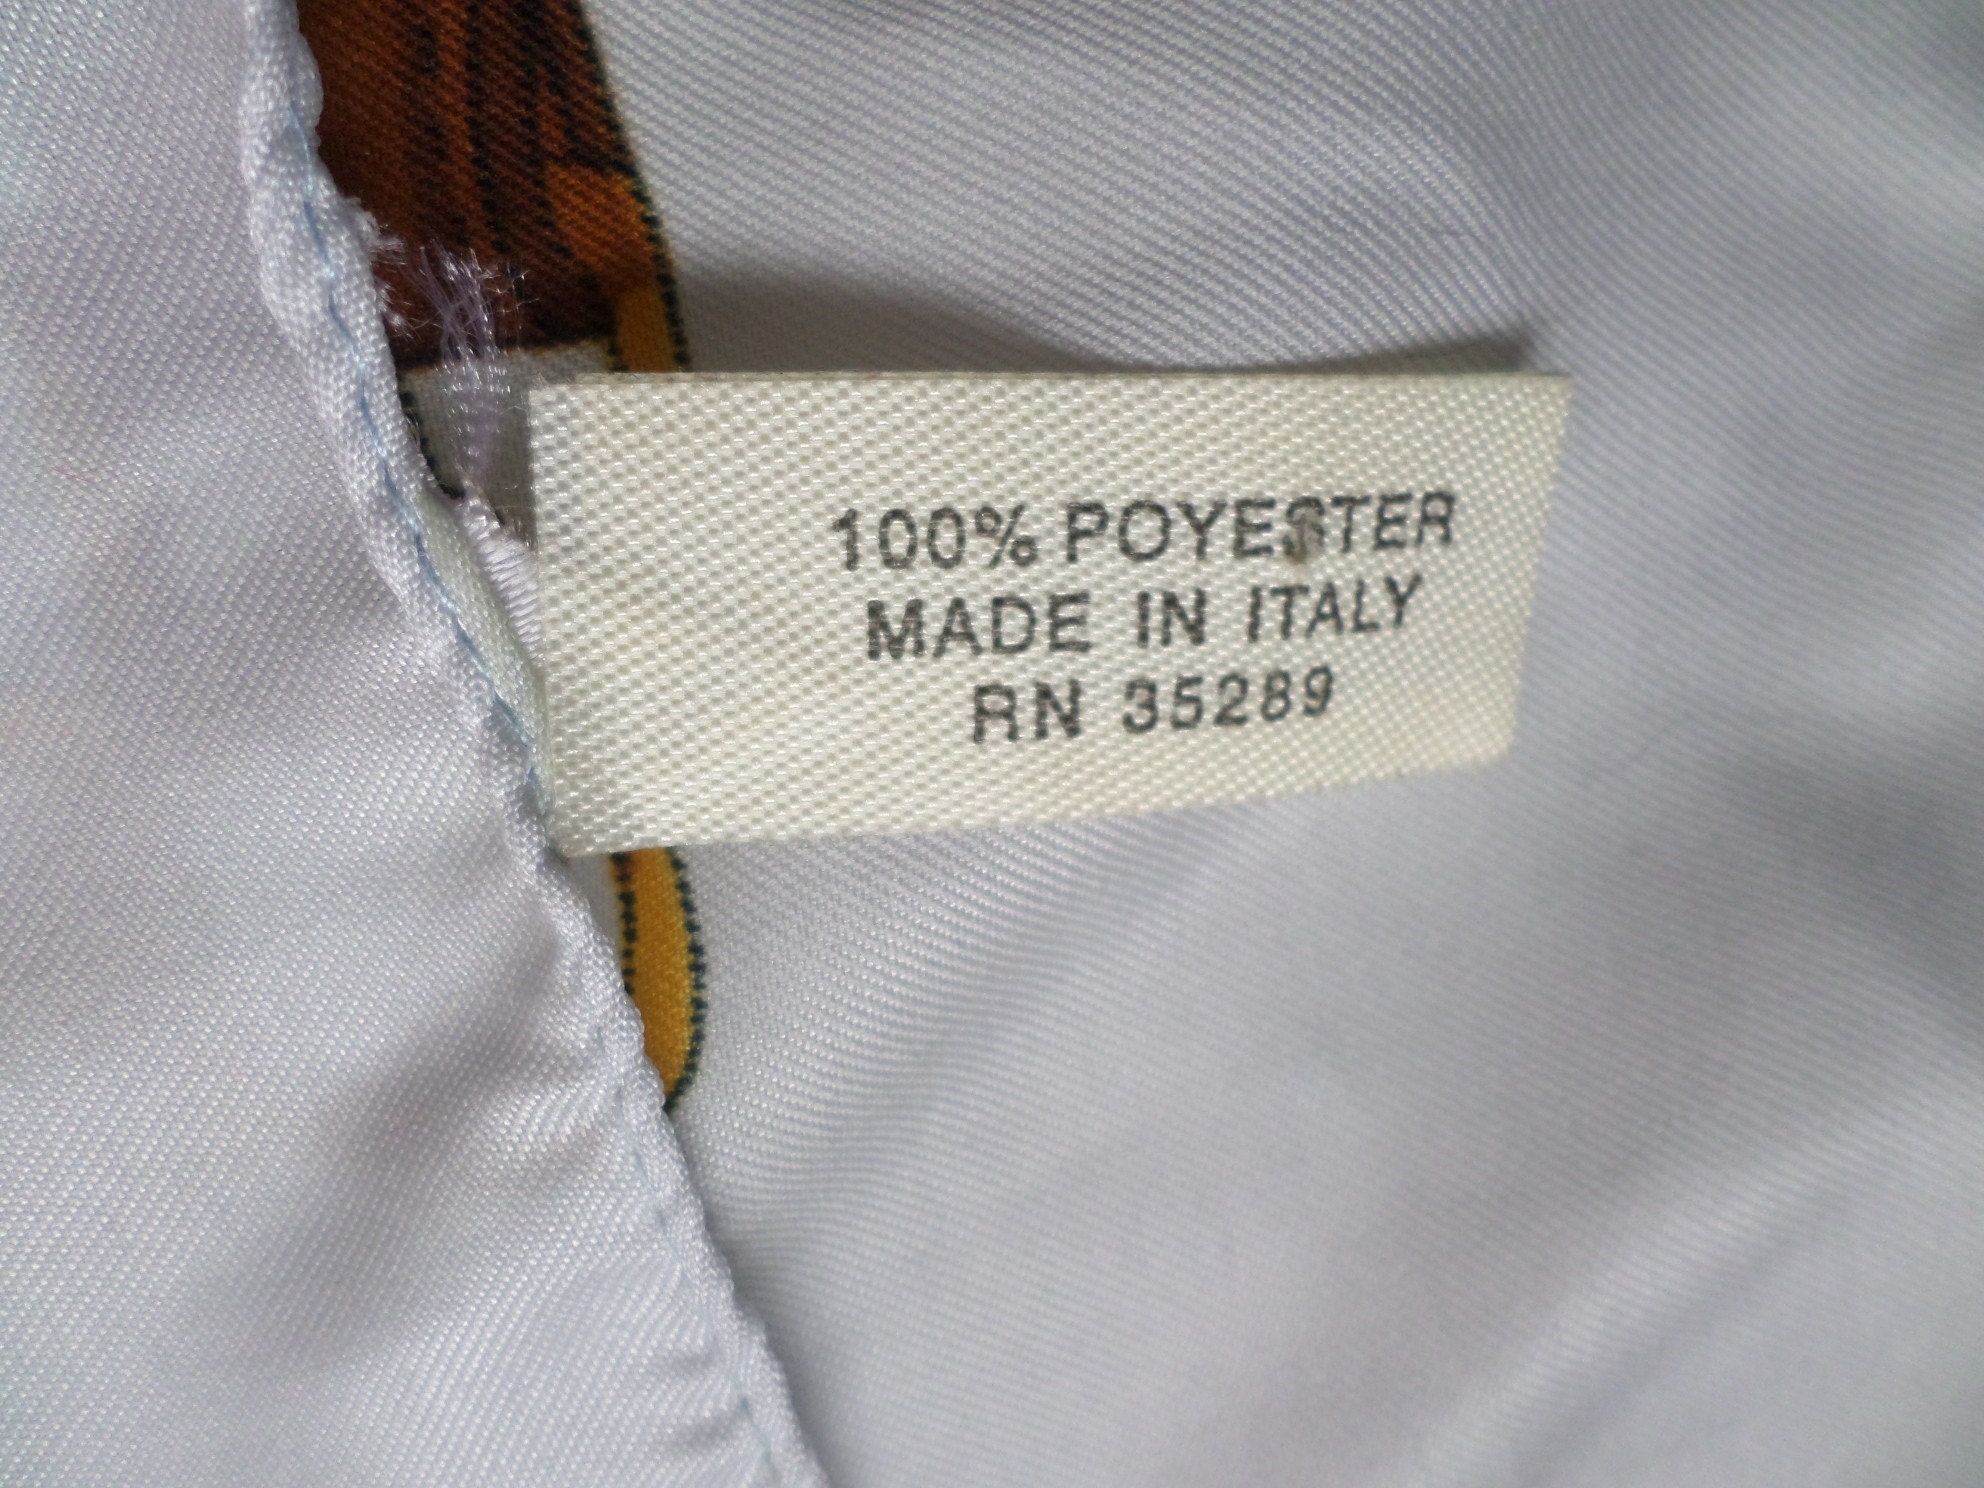 100% POYESTER
MADE IN ITALY
RN 35289